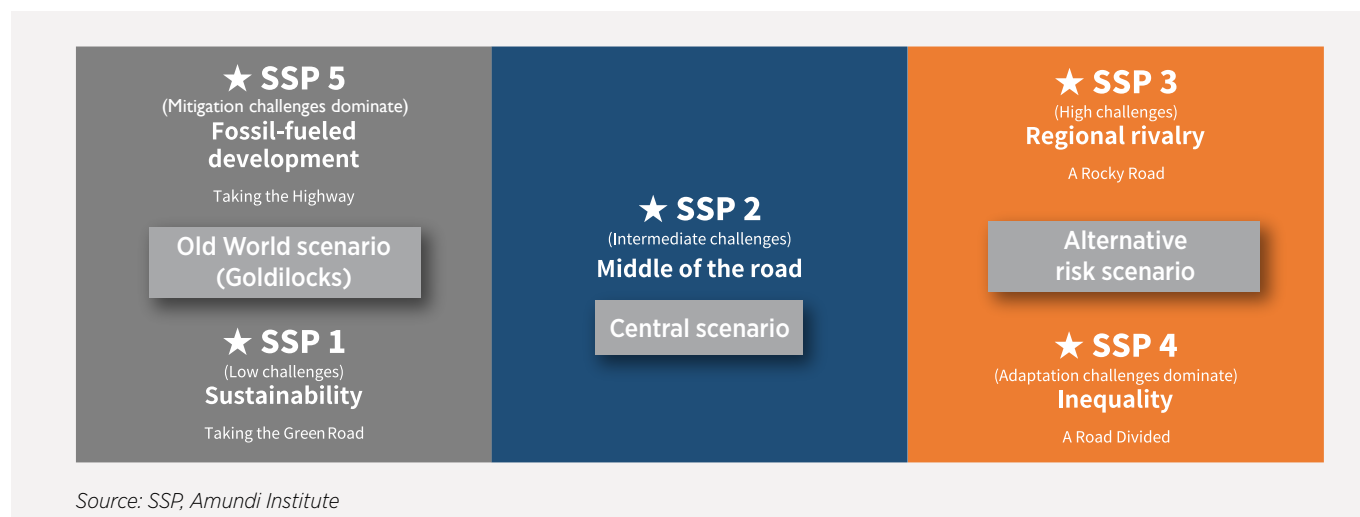 ★ SSP 5
(Mitigation challenges dominate)
Fossil-fueled
development
Taking the Highway
Old World scenario
(Goldilocks)
★ SSP 1
(Low challenges)
Sustainability
Taking the Green Road
★ SSP 2
(Intermediate challenges)
Middle of the road
Central scenario
★ SSP 3
(High challenges)
Regional rivalry
A Rocky Road
Alternative
risk scenario
★ SSP 4
(Adaptation challenges dominate)
Inequality
A Road Divided
Source: SSP, Amundi Institute